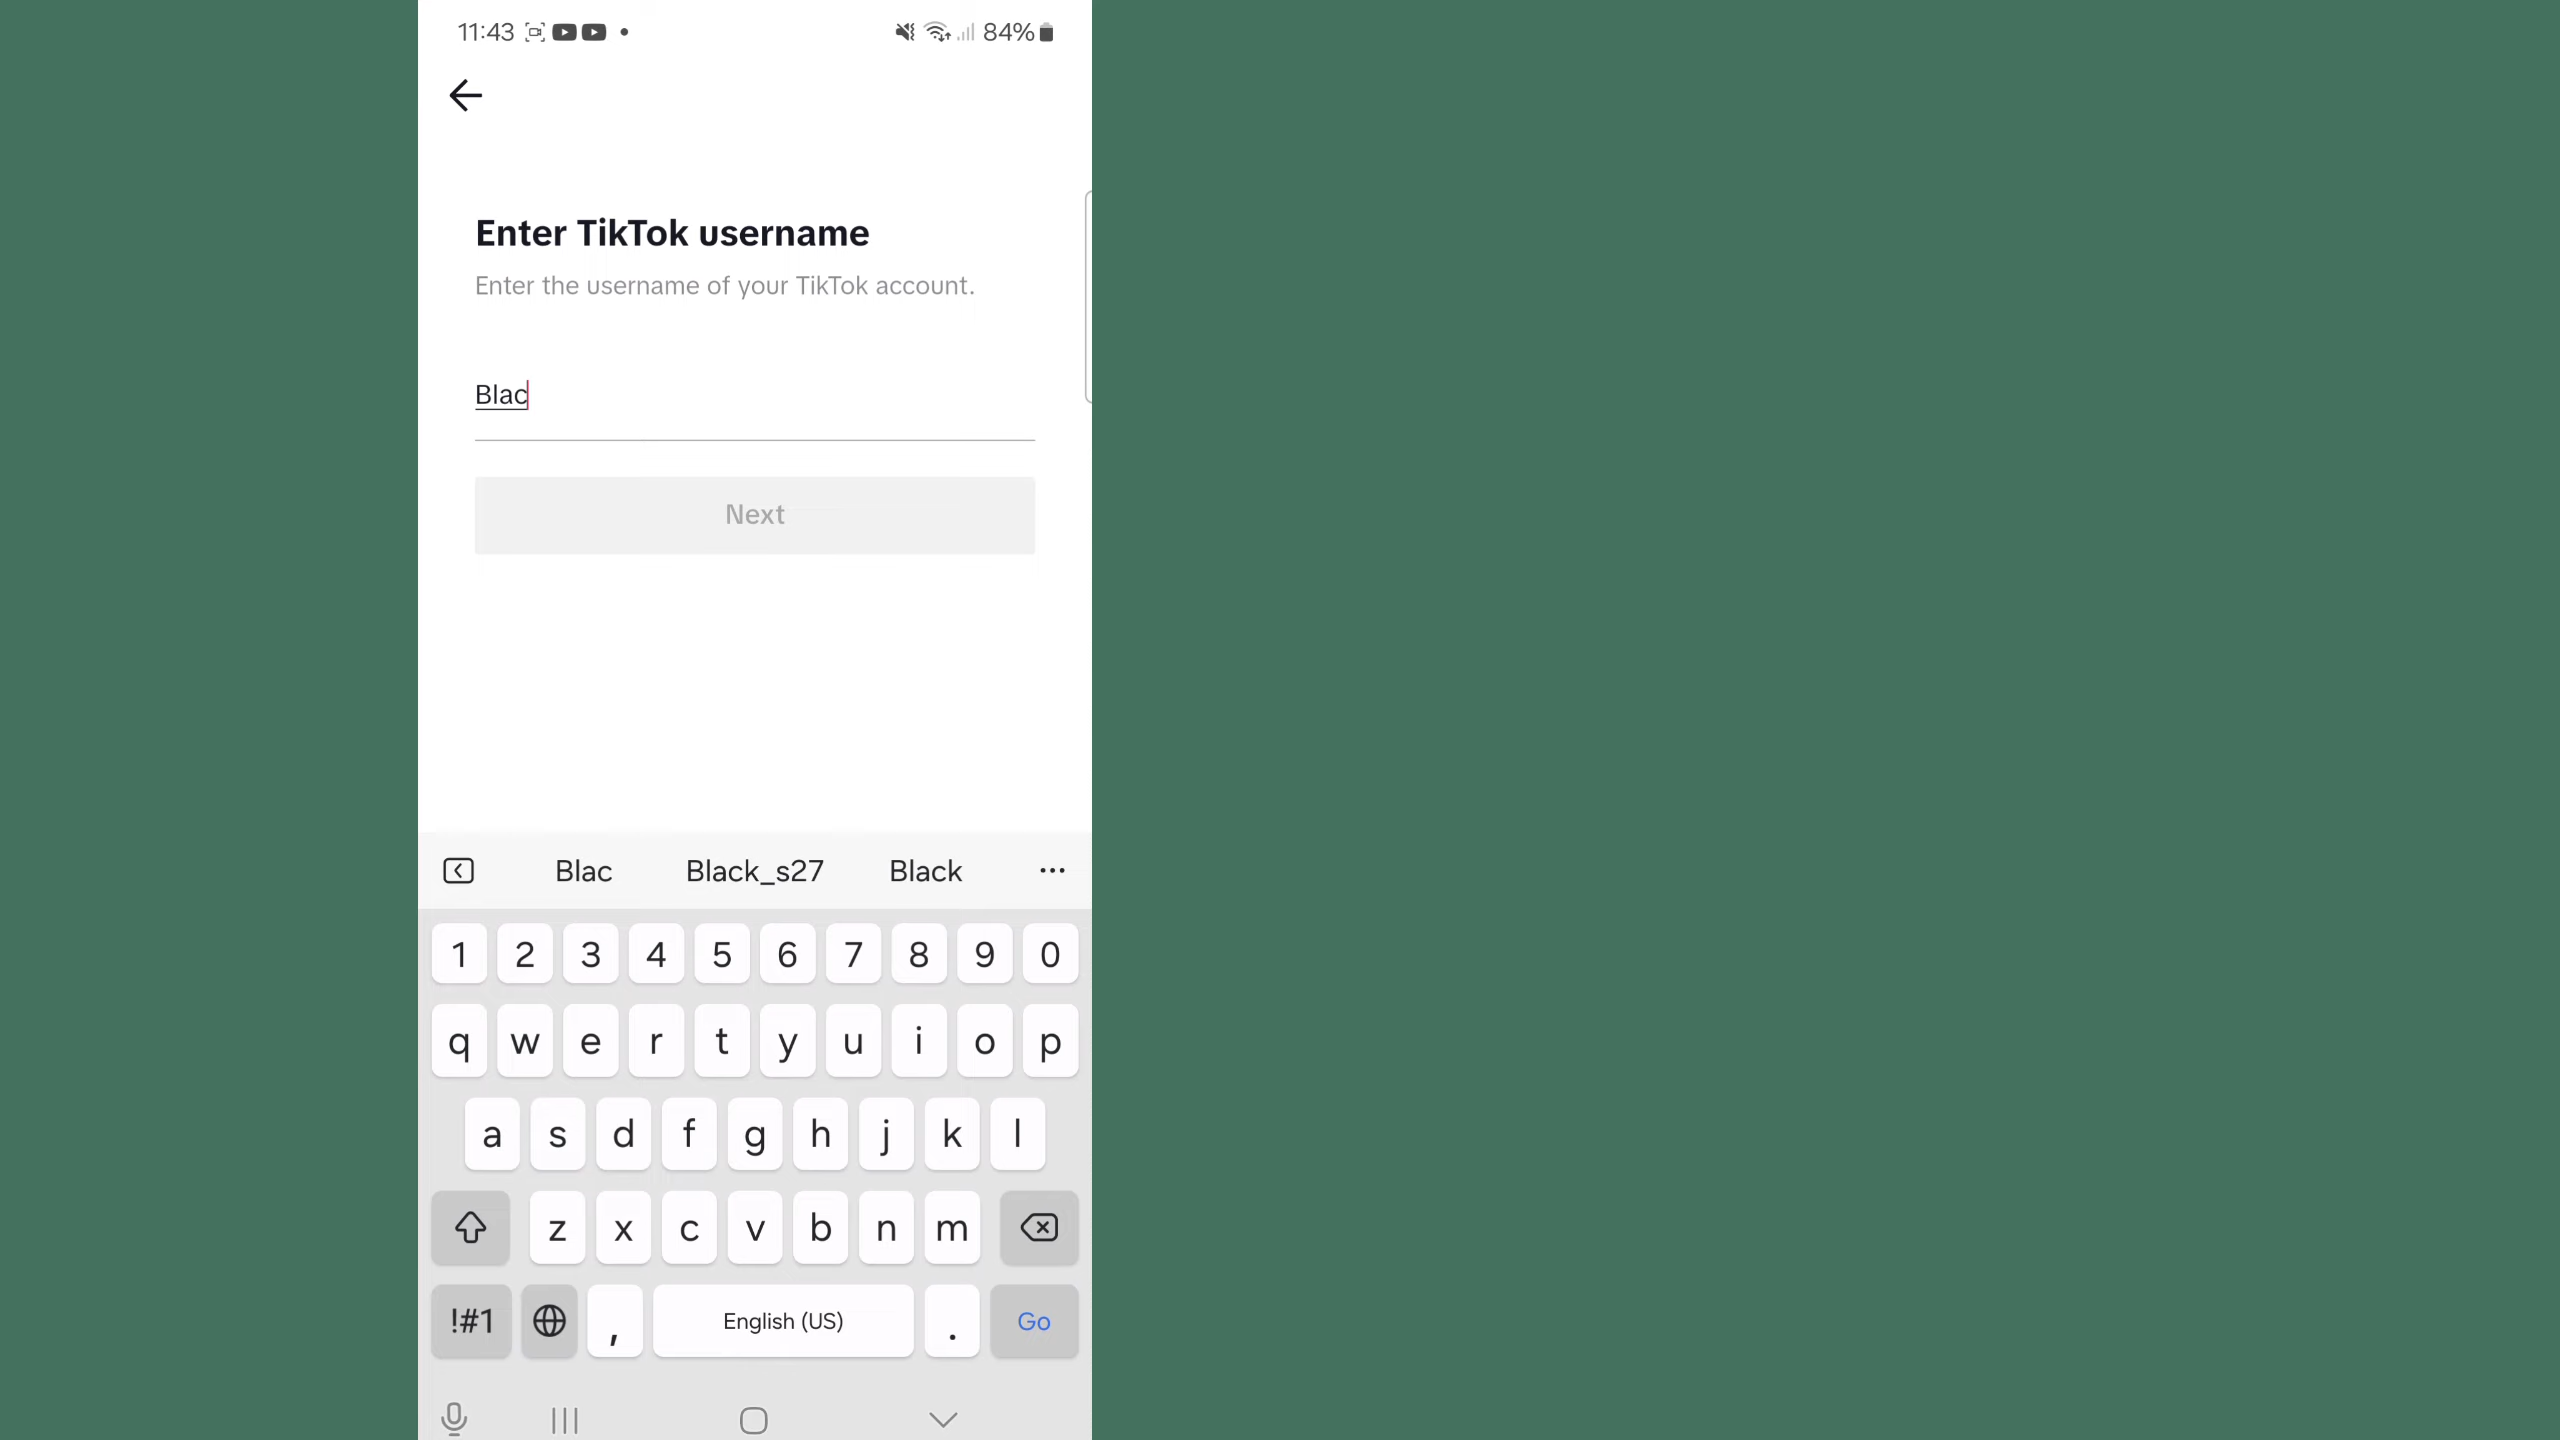 11:43 84%
Enter TikTok username
Enter the username of your TikTok account.
Blac
Next
Blac Black_s27 Black
1 2 3 4 5 6 7 8 9 0
q w e r t y u i o p
a s d f g h j k l
z x c v b n m
!#1 , English (US) . Go